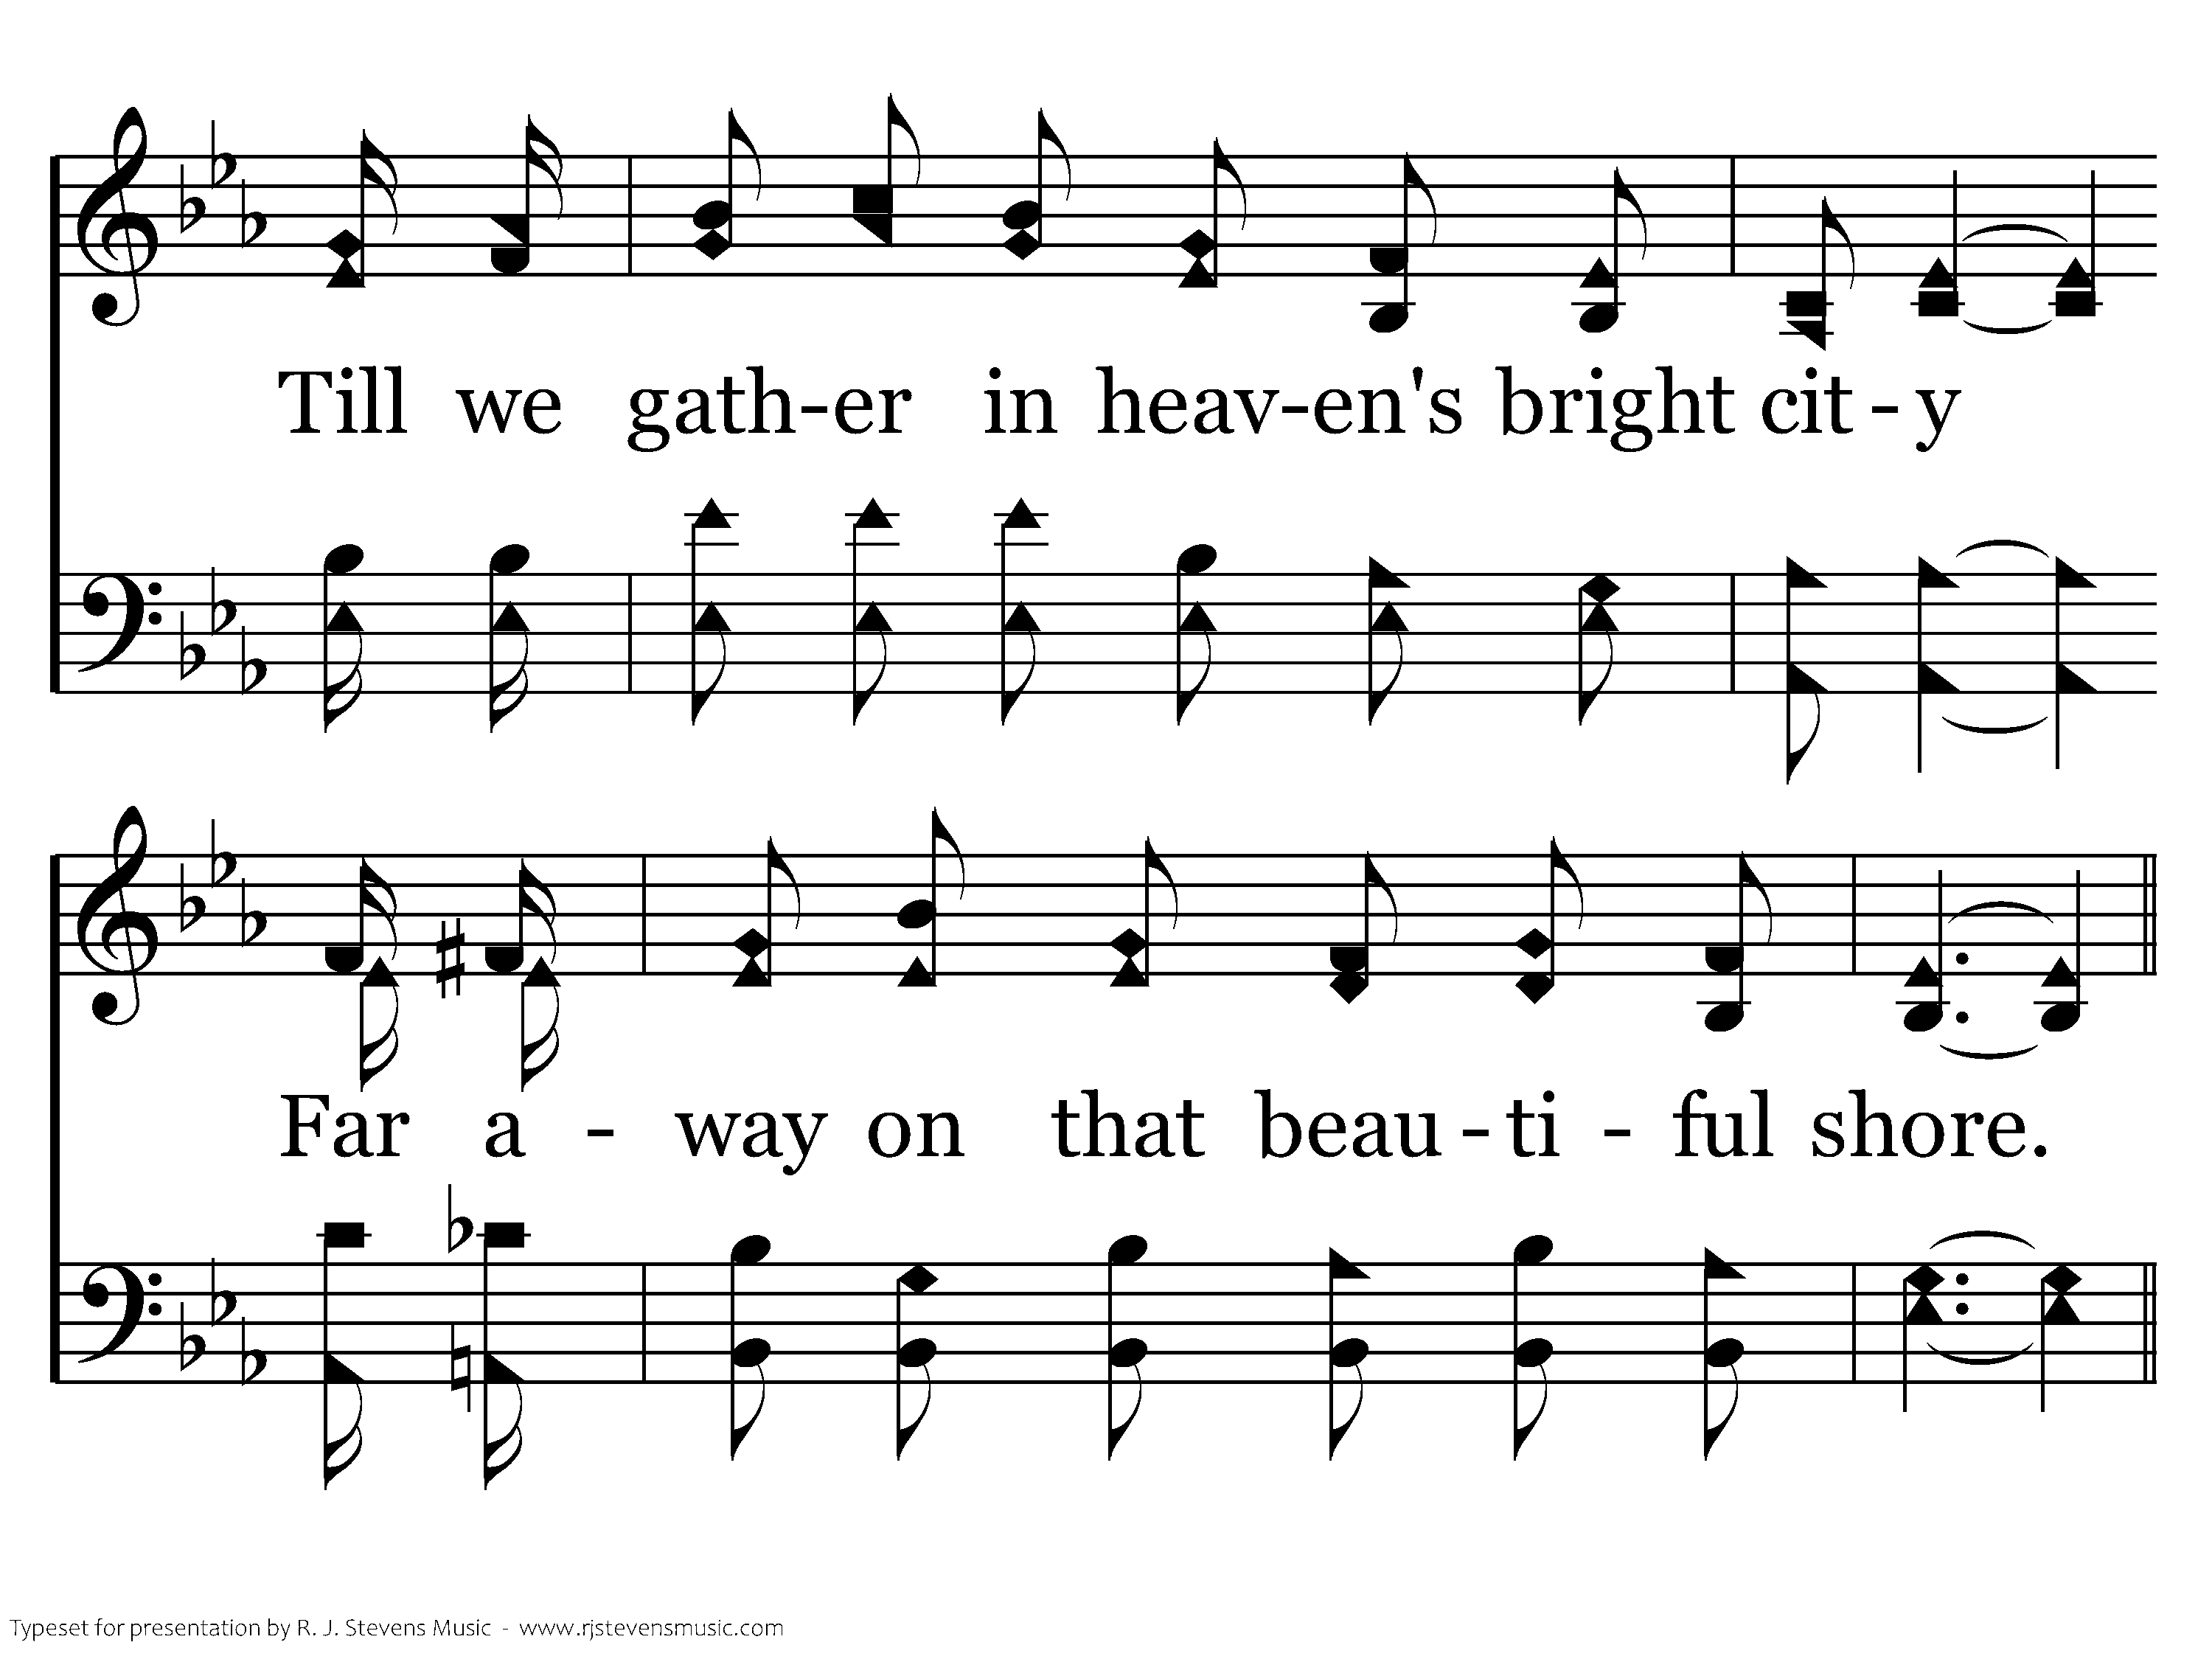 Till we gath-er in heav-en's bright cit-y
Far a-way on that beau-ti-ful shore.
Typeset for presentation by R. J. Stevens Music - www.rjstevensmusic.com